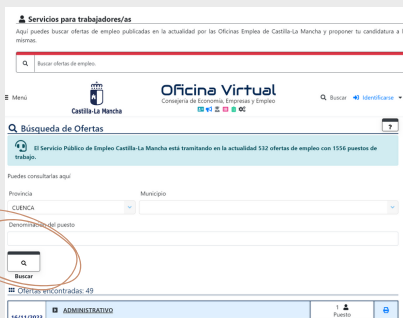 Servicios para trabajadores/as
Aquí puedes buscar ofertas de empleo publicadas en la actualidad por las Oficinas Emplea de Castilla-La Mancha y proponer tu candidatura a l
mismas.
Buscar ofertas de empleo.
Menú
Castilla-La Mancha
Oficina Virtual
Consejería de Economía, Empresas y Empleo
Buscar
Identificarse
Búsqueda de Ofertas
?
El Servicio Público de Empleo Castilla-La Mancha está tramitando en la actualidad 532 ofertas de empleo con 1556 puestos de
trabajo.
Puedes consultarlas aquí
Provincia Municipio
CUENCA
Denominación del puesto
Buscar
Ofertas encontradas: 49
16/11/2023 ADMINISTRATIVO 1
Puesto